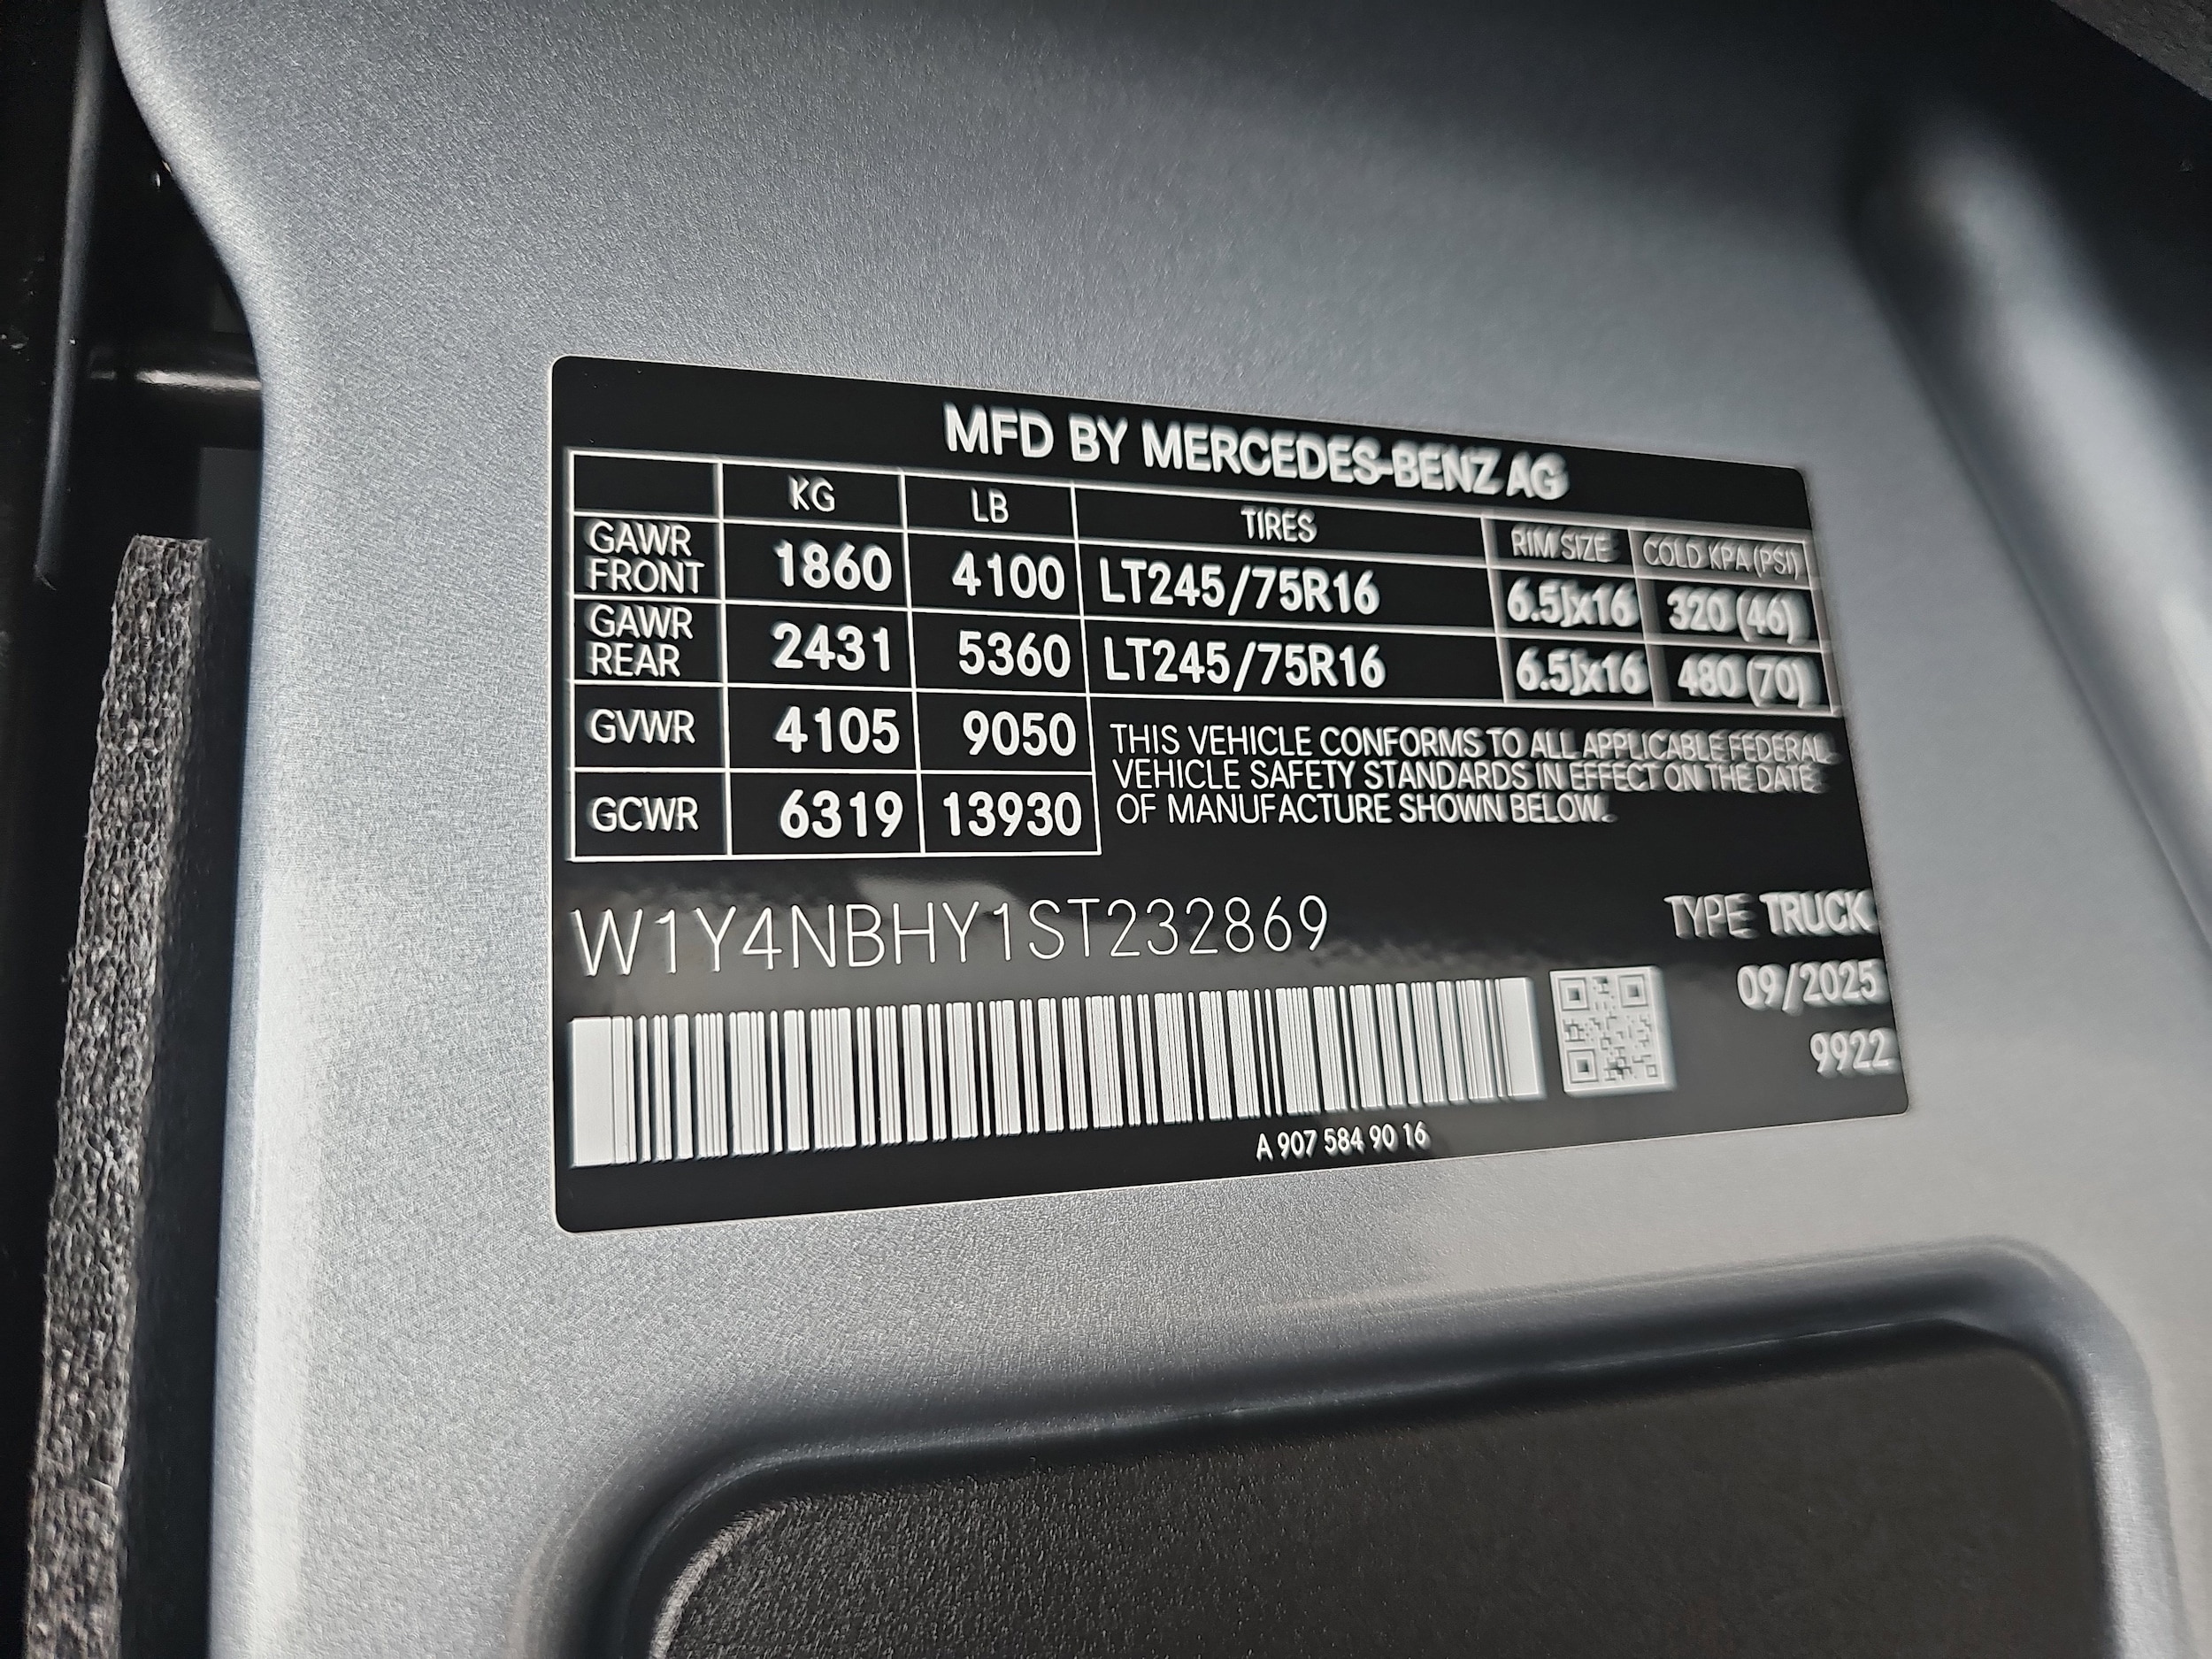 MFD BY MERCEDES-BENZ AG
KG LB TIRES RIM SIZE COLD KPA (PSI)
GAWR FRONT 1860 4100 LT245/75R16 6.5Jx16 320 (46)
GAWR REAR 2431 5360 LT245/75R16 6.5Jx16 480 (70)
GVWR 4105 9050
GCWR 6319 13930
THIS VEHICLE CONFORMS TO ALL APPLICABLE FEDERAL
VEHICLE SAFETY STANDARDS IN EFFECT ON THE DATE
OF MANUFACTURE SHOWN BELOW.
W1Y4NBHY1ST232869
TYPE TRUCK
09/2025
9922
A 907 584 90 16